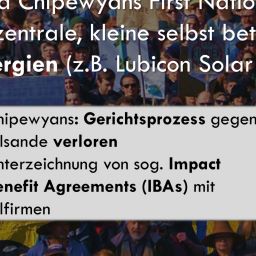 Chipewyans First Natio
zentrale, kleine selbst bet
ergien (z.B. Lubicon Solar
hipewyans: Gerichtsprozess gegen
lsande verloren
nterzeichnung von sog. Impact
enefit Agreements (IBAs) mit
lfirmen